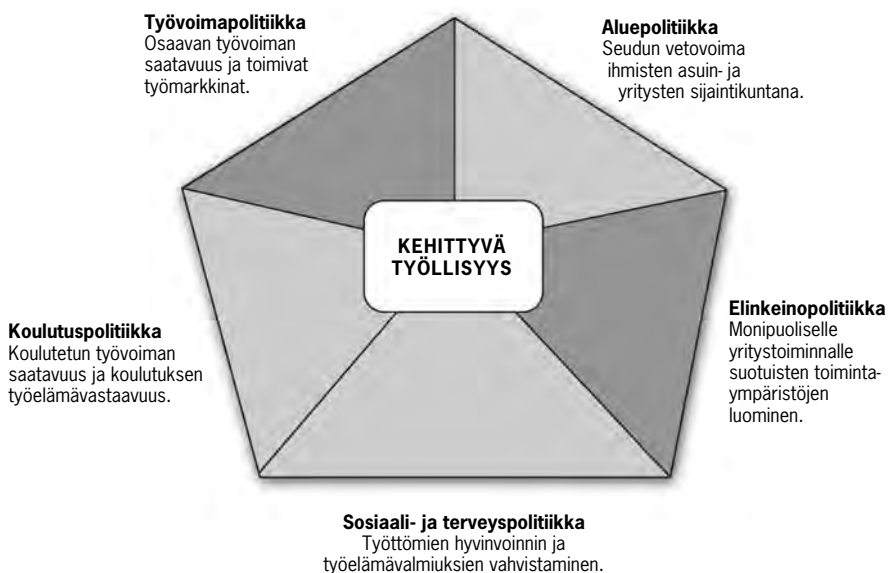 Työvoimapolitiikka
Osaavan työvoiman
saatavuus ja toimivat
työmarkkinat.
Aluepolitiikka
Seudun vetovoima
ihmisten asuin- ja
yritysten sijaintikuntana.
KEHITTYVÄ
TYÖLLISYYS
Koulutuspolitiikka
Koulutetun työvoiman
saatavuus ja koulutuksen
työelämävastaavuus.
Elinkeinopolitiikka
Monipuoliselle
yritystoiminnalle
suotuisten toiminta-
ympäristöjen
luominen.
Sosiaali- ja terveyspolitiikka
Työttömien hyvinvoinnin ja
työelämävalmiuksien vahvistaminen.